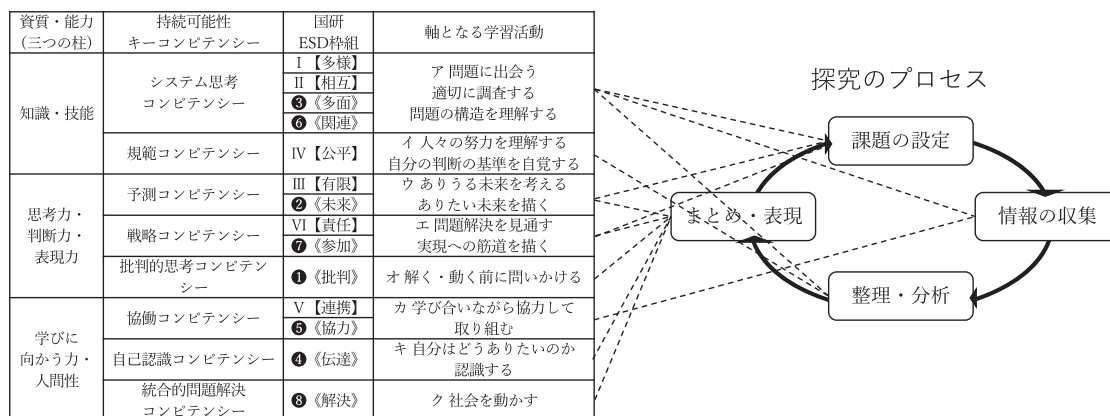 資質・能力
(三つの柱)
持続可能性
キーコンピテンシー
国研
ESD枠組
軸となる学習活動
知識・技能
システム思考
コンピテンシー
Ⅰ【多様】
Ⅱ【相互】
❸《多面》
❻《関連》
ア 問題に出会う
適切に調査する
問題の構造を理解する
規範コンピテンシー
Ⅳ【公平】
イ 人々の努力を理解する
自分の判断の基準を自覚する
思考力・
判断力・
表現力
予測コンピテンシー
Ⅲ【有限】
❷《未来》
ウ ありうる未来を考える
ありたい未来を描く
戦略コンピテンシー
Ⅵ【責任】
❼《参加》
エ 問題解決を見通す
実現への筋道を描く
批判的思考コンピテン
シー
❶《批判》
オ 解く・動く前に問いかける
学びに
向かう力・
人間性
協働コンピテンシー
Ⅴ【連携】
❺《協力》
カ 学び合いながら協力して
取り組む
自己認識コンピテンシー
❹《伝達》
キ 自分はどうありたいのか
認識する
統合的問題解決
コンピテンシー
❽《解決》
ク 社会を動かす
探究のプロセス
課題の設定
まとめ・表現
情報の収集
整理・分析